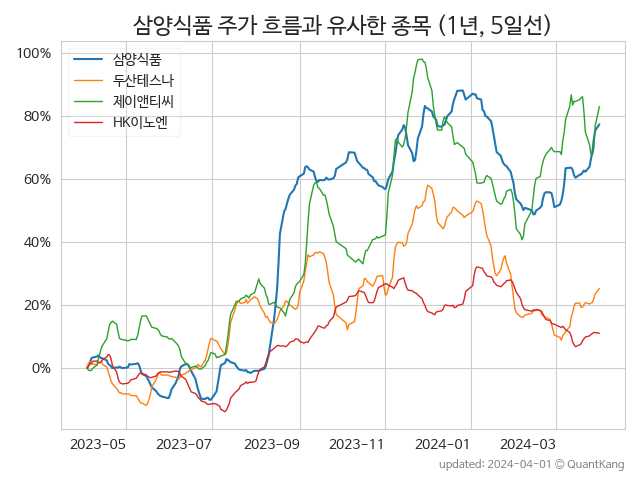 삼양식품 주가 흐름과 유사한 종목 (1년, 5일선)
삼양식품
두산테스나
제이앤티씨
HK이노엔
100%
80%
60%
40%
20%
0%
2023-05 2023-07 2023-09 2023-11 2024-01 2024-03
updated: 2024-04-01 © QuantKang